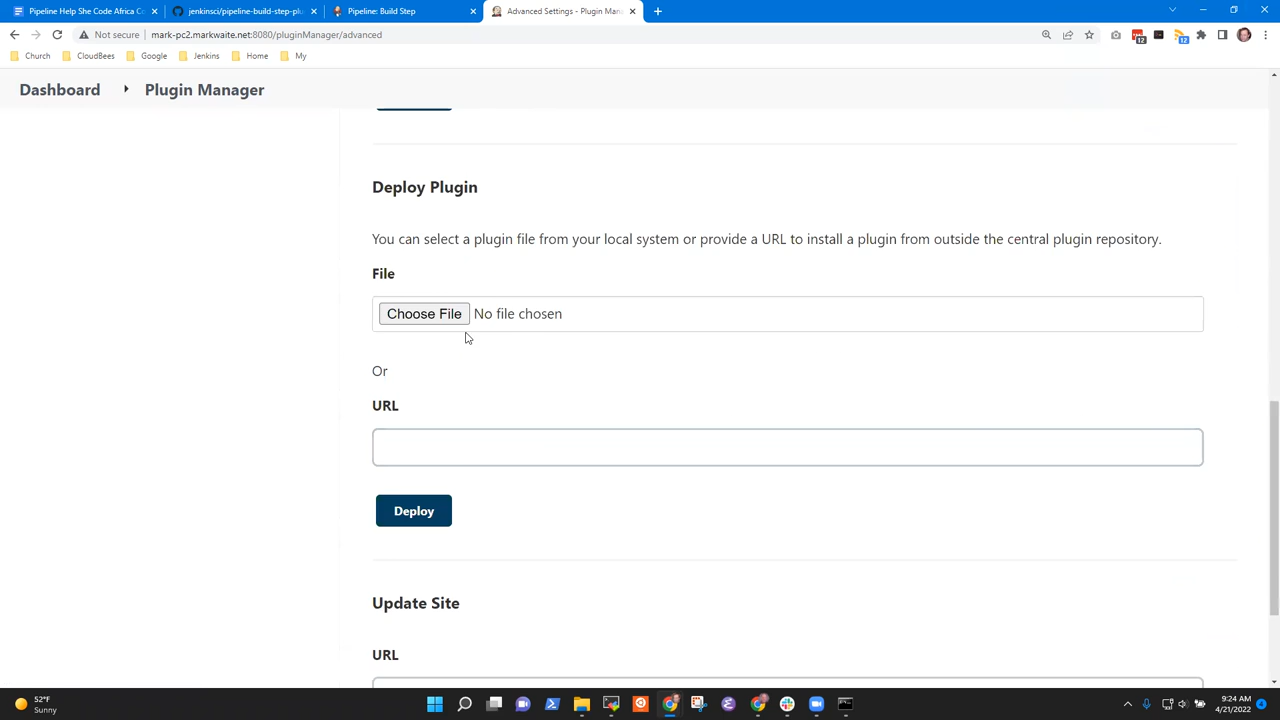 Pipeline Help She Code Africa C
jenkinsci/pipeline-build-step-plu
Pipeline: Build Step
Advanced Settings - Plugin Man
Not secure
mark-pc2.markwaite.net:8080/pluginManager/advanced
12
12
Church
CloudBees
Google
Jenkins
Home
My
Dashboard
Plugin Manager
Deploy Plugin
You can select a plugin file from your local system or provide a URL to install a plugin from outside the central plugin repository.
File
Choose File No file chosen
Or
URL
Deploy
Update Site
URL
52°F
Sunny
9:24 AM
4/21/2022